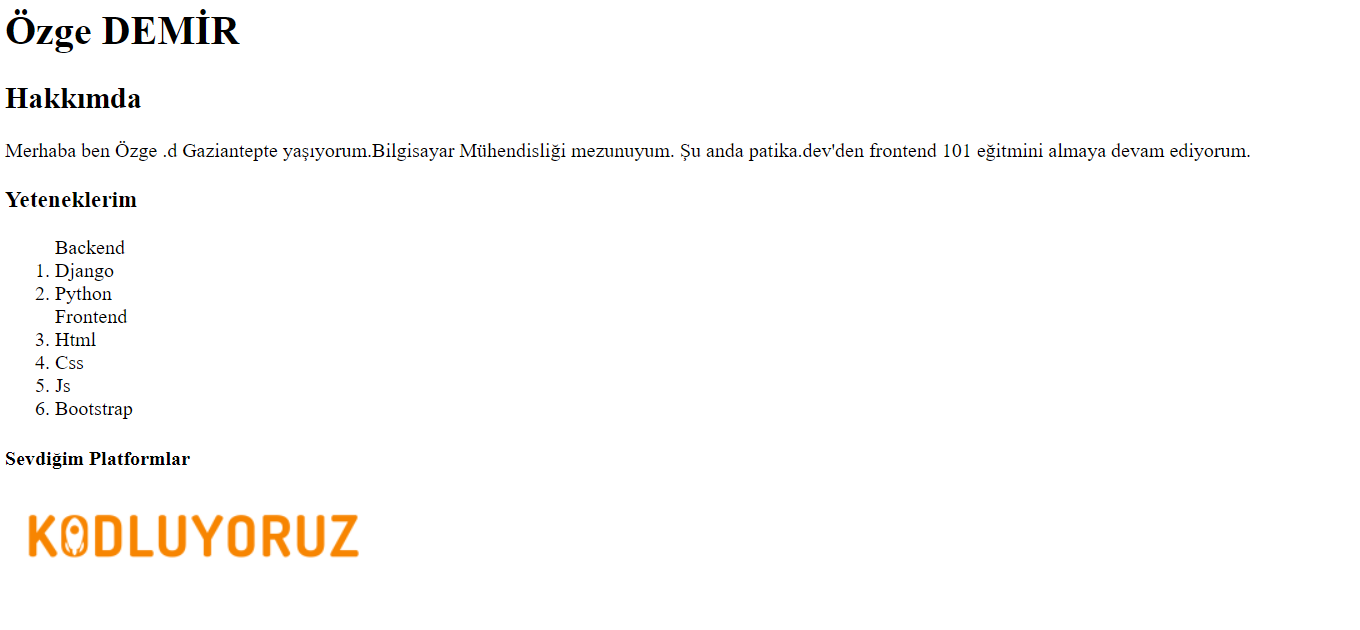 Özge DEMİR
Hakkımda
Merhaba ben Özge .d Gaziantepte yaşıyorum.Bilgisayar Mühendisliği mezunuyum. Şu anda patika.dev'den frontend 101 eğitmini almaya devam ediyorum.
Yeteneklerim
Backend
1. Django
2. Python
Frontend
3. Html
4. Css
5. Js
6. Bootstrap
Sevdiğim Platformlar
KODLUYORUZ